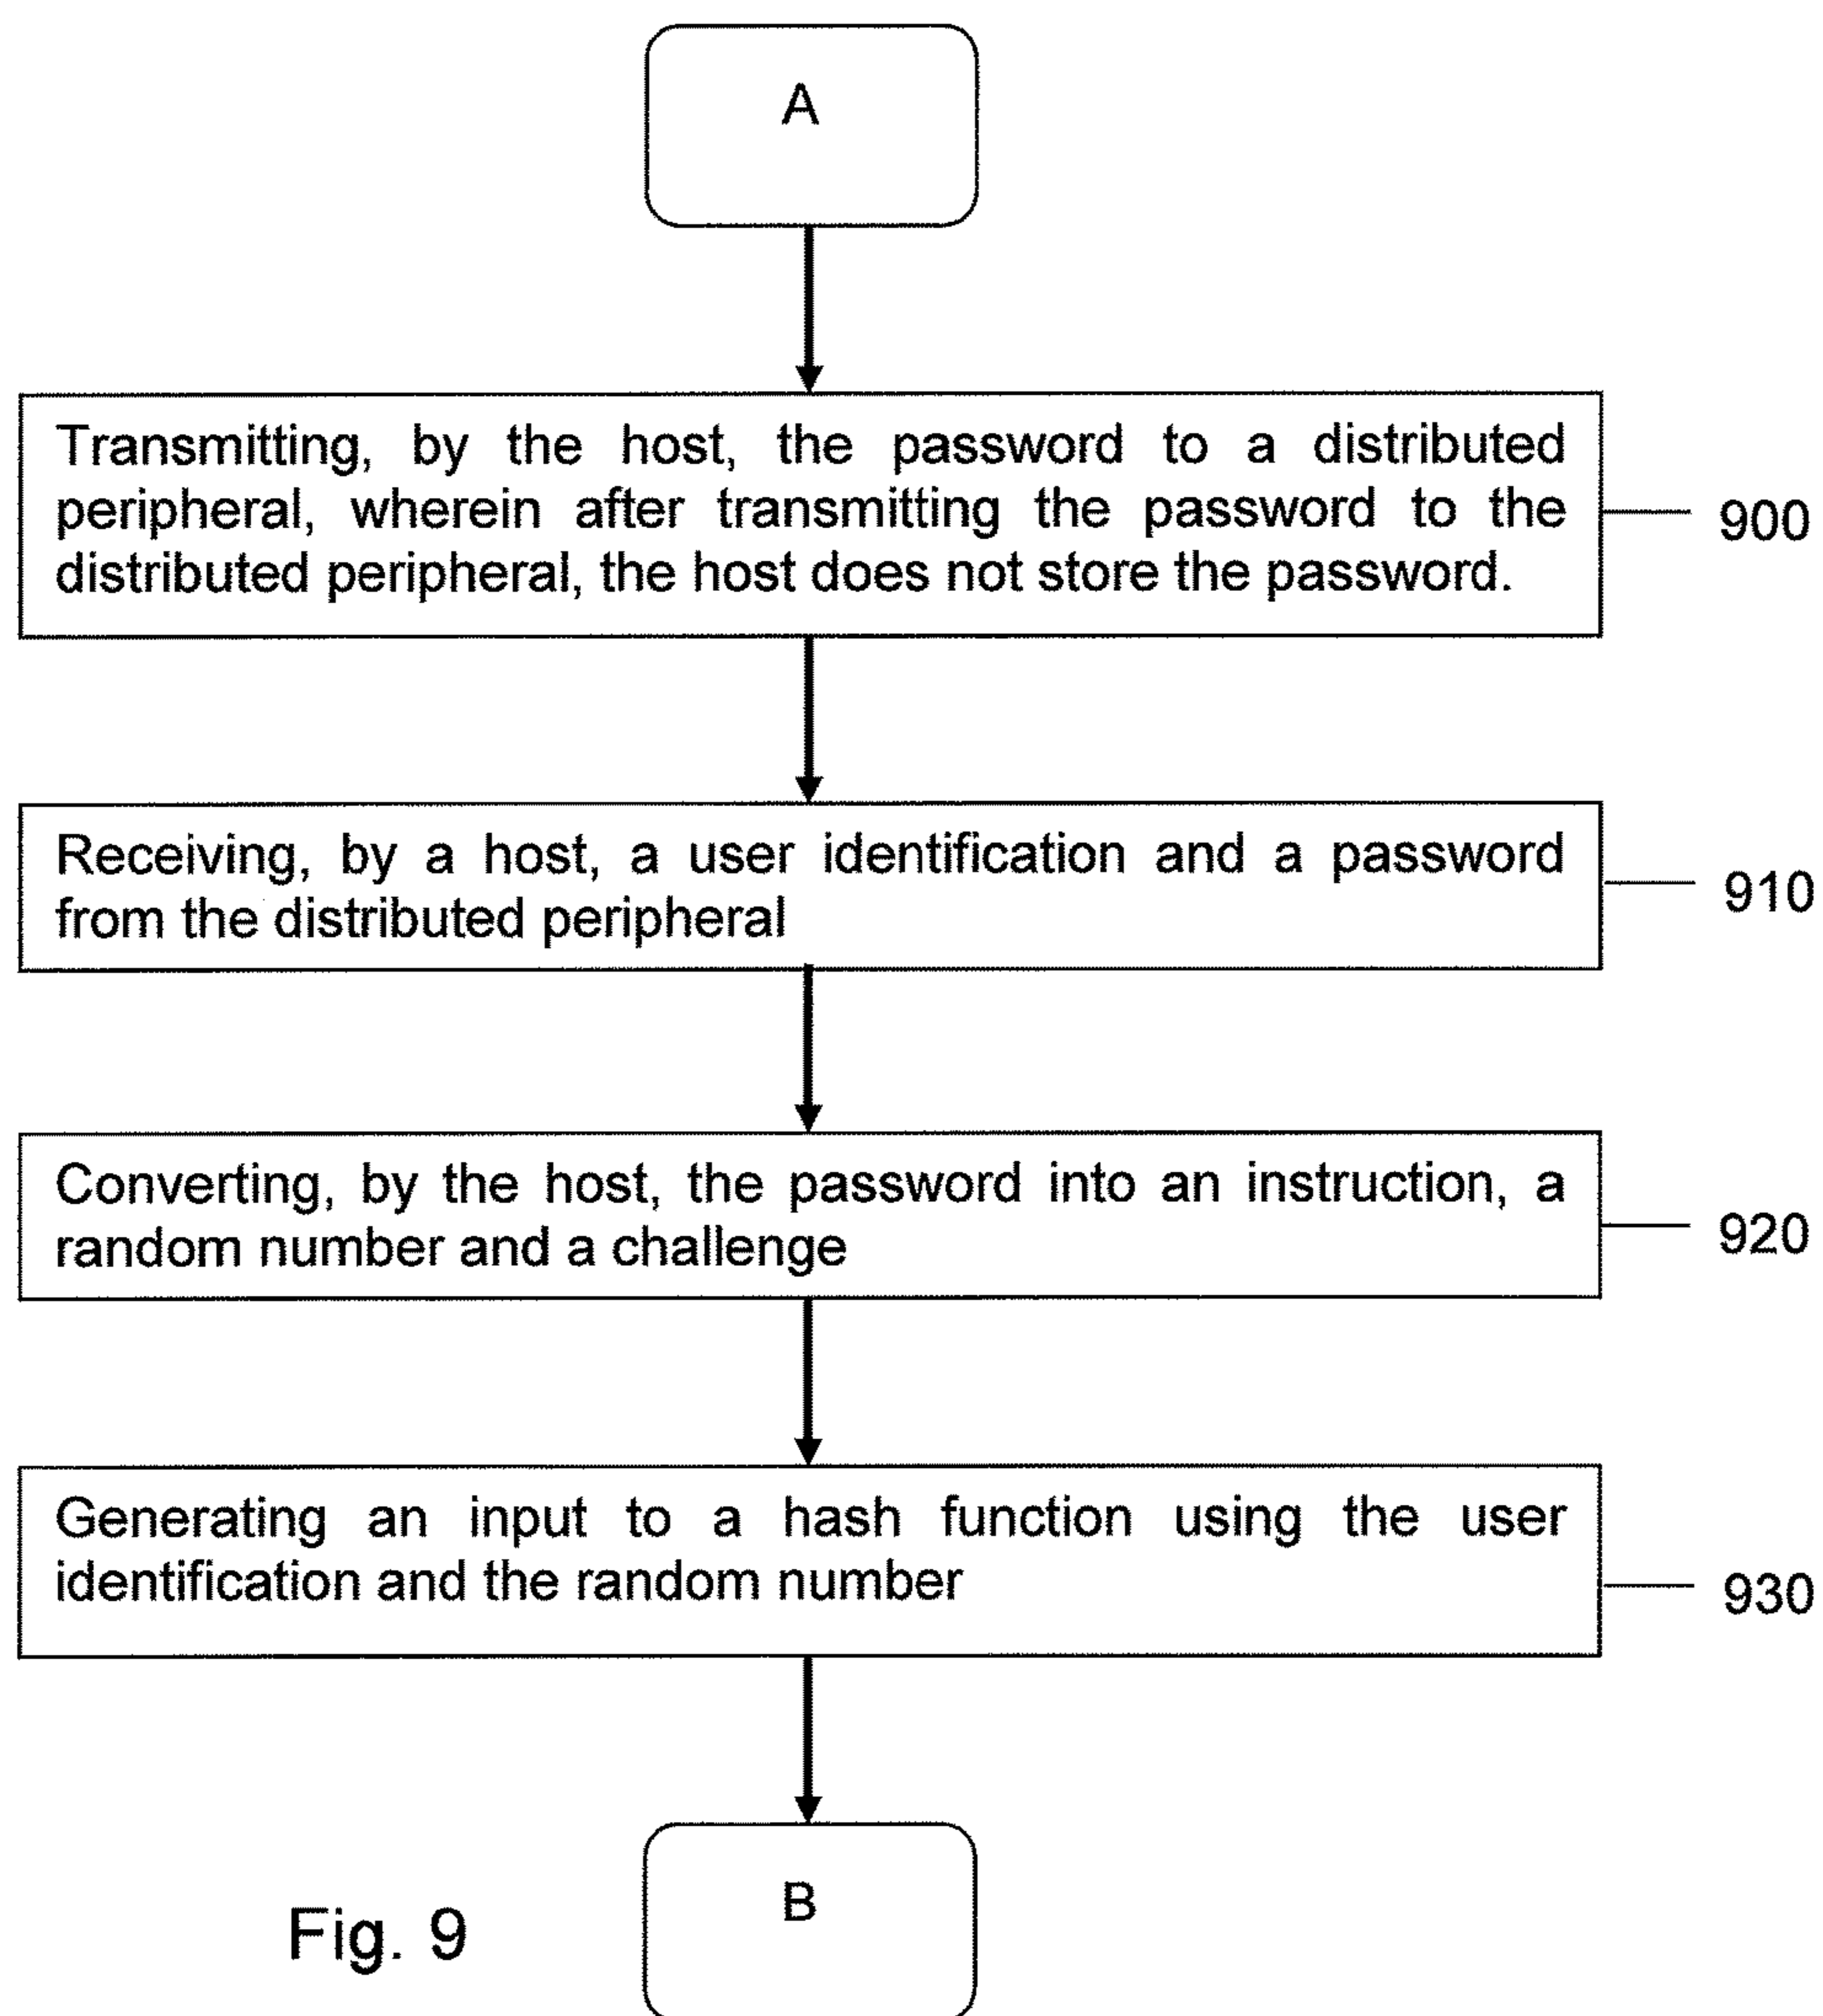 A
Transmitting, by the host, the password to a distributed
peripheral, wherein after transmitting the password to the
distributed peripheral, the host does not store the password.
900
Receiving, by a host, a user identification and a password
from the distributed peripheral
910
Converting, by the host, the password into an instruction, a
random number and a challenge
920
Generating an input to a hash function using the user
identification and the random number
930
B
Fig. 9